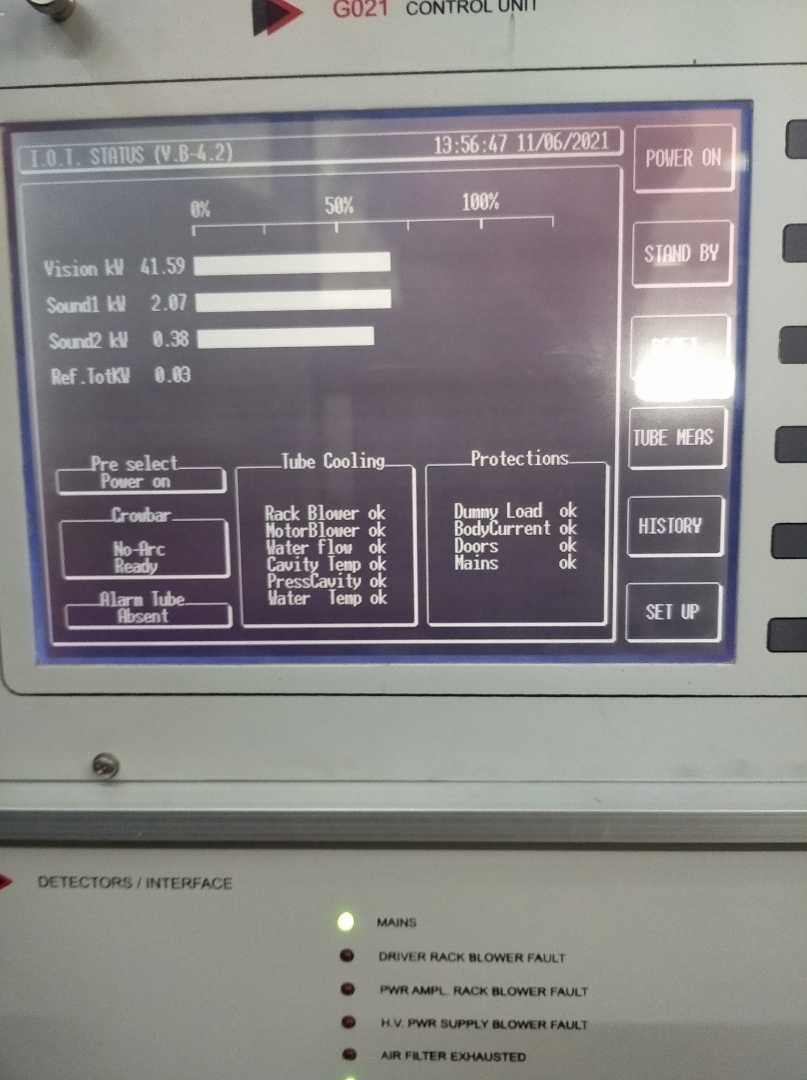 G021 CONTROL UNIT
I.O.T. STATUS (V.B-4.2) 13:56:47 11/06/2021
POWER ON
0% 50% 100%
Vision kW 41.59
Sound1 kW 2.07
Sound2 kW 0.38
Ref.TotKW 0.03
STAND BY
TUBE MEAS
HISTORY
SET UP
Pre select
Power on
Crowbar
No-Arc
Ready
Alarm Tube
Absent
Tube Cooling
Rack Blower ok
MotorBlower ok
Water flow ok
Cavity Temp ok
PressCavity ok
Water Temp ok
Protections
Dummy Load ok
BodyCurrent ok
Doors ok
Mains ok
DETECTORS / INTERFACE
MAINS
DRIVER RACK BLOWER FAULT
PWR AMPL. RACK BLOWER FAULT
H.V. PWR SUPPLY BLOWER FAULT
AIR FILTER EXHAUSTED